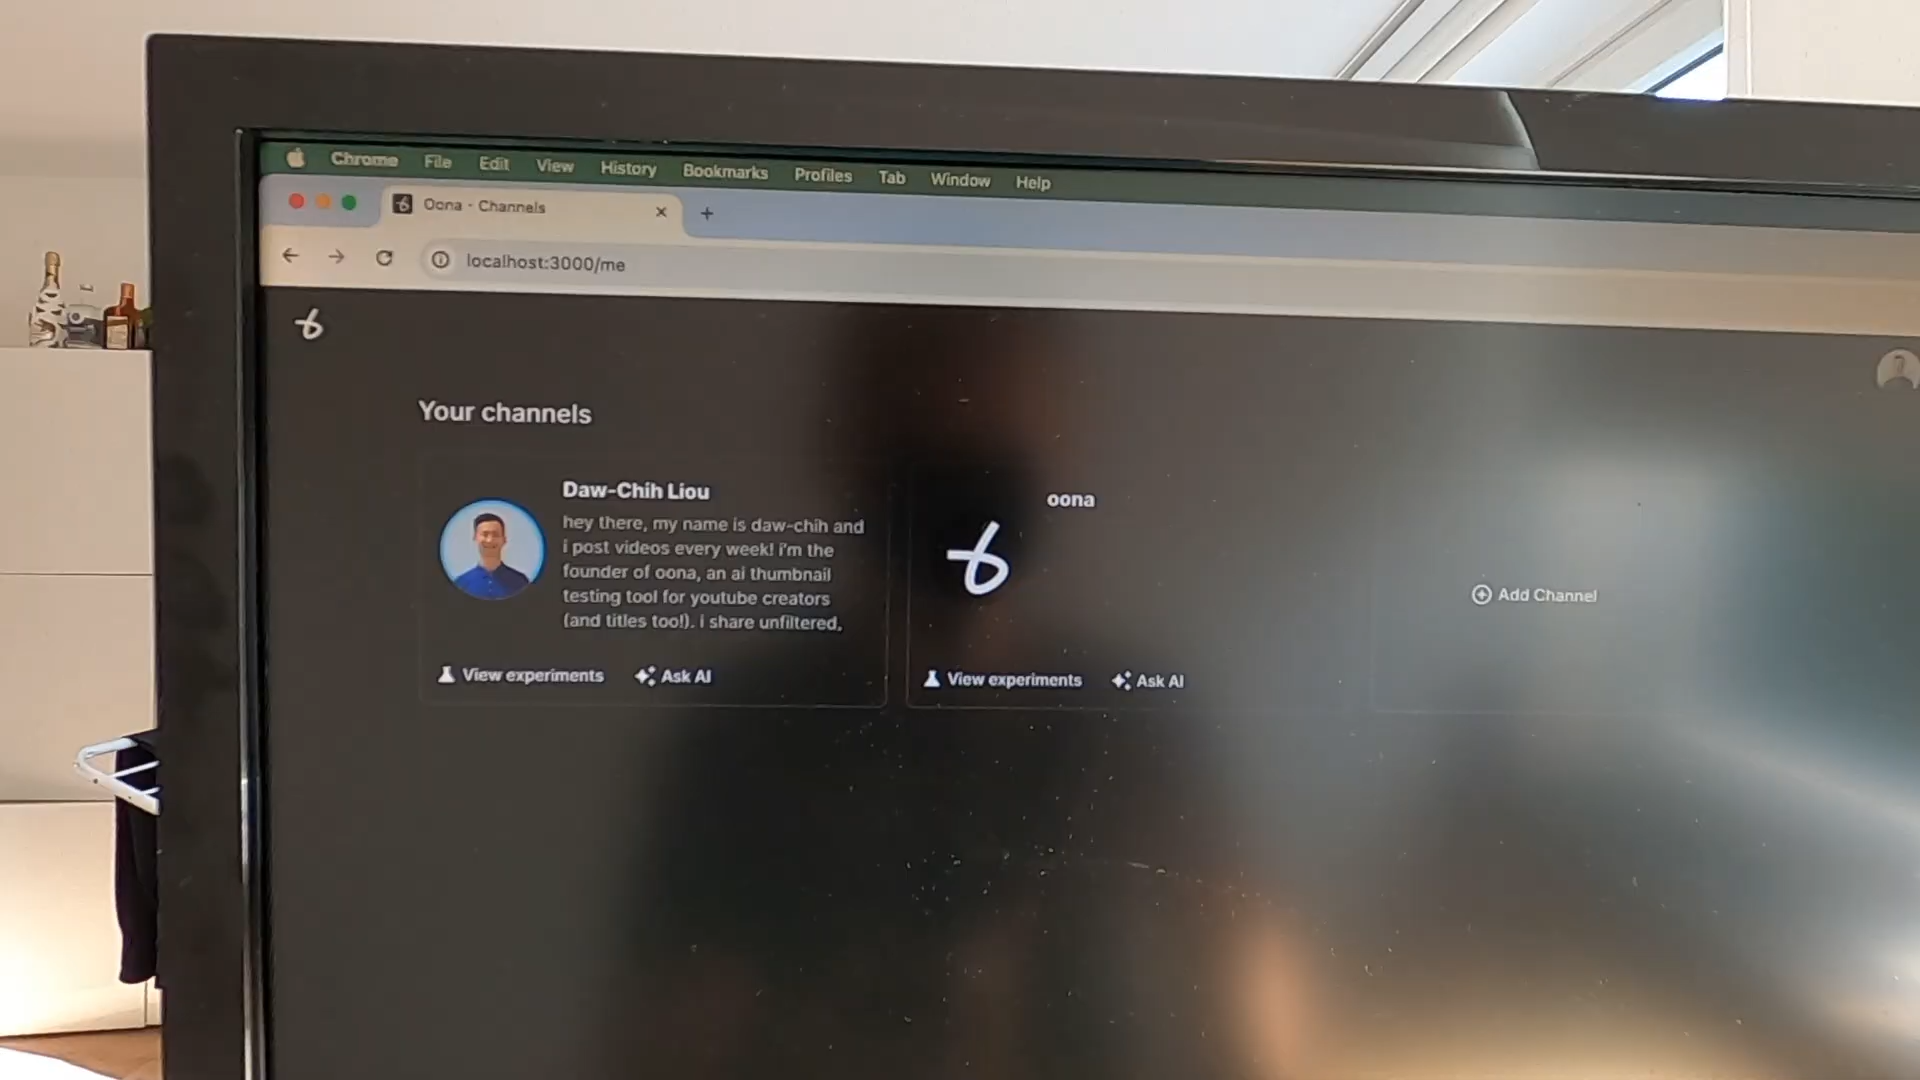 Chrome File Edit View History Bookmarks Profiles Tab Window Help
Oona - Channels
localhost:3000/me
Your channels
Daw-Chih Liou
hey there, my name is daw-chih and
i post videos every week! i'm the
founder of oona, an ai thumbnail
testing tool for youtube creators
(and titles too!). i share unfiltered,
View experiments Ask AI
oona
View experiments Ask AI
Add Channel